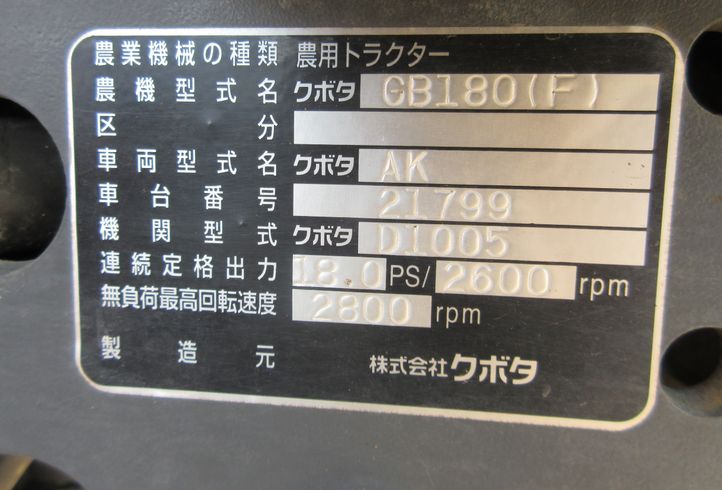 農業機械の種類 農用トラクター
農機型式名 クボタ GB180(F)
区分
車両型式名 クボタ AK
車台番号 21799
機関型式 クボタ D1005
連続定格出力 18.0 PS/ 2600 rpm
無負荷最高回転速度 2800 rpm
製造元 株式会社クボタ